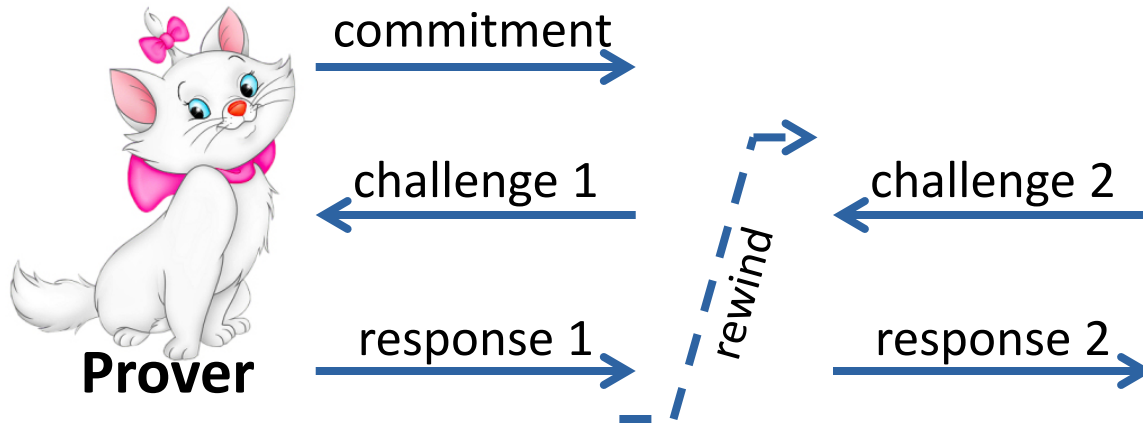 commitment
challenge 1
challenge 2
rewind
response 1
response 2
Prover